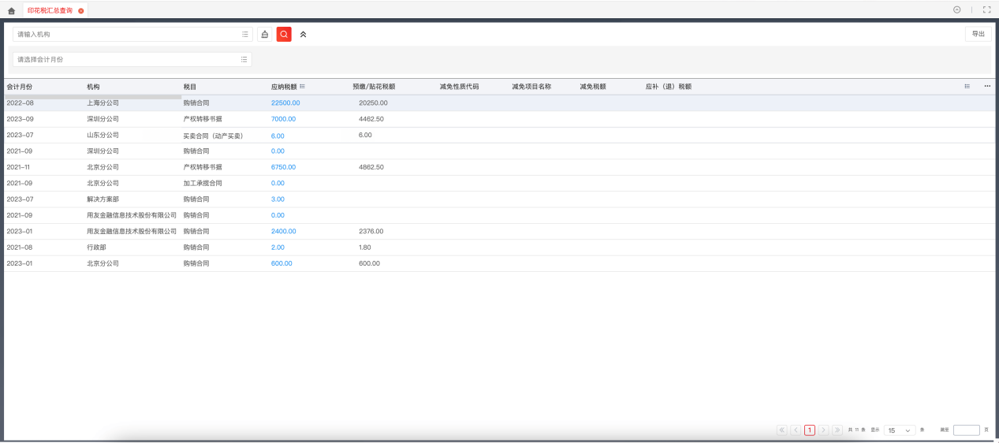 印花税汇总查询
请输入机构
导出
请选择会计月份
会计月份 机构 税目 应纳税额 预缴/贴花税额 减免性质代码 减免项目名称 减免税额 应补（退）税额
2022-08 上海分公司 购销合同 22500.00 20250.00
2023-09 深圳分公司 产权转移书据 7000.00 4462.50
2023-07 山东分公司 买卖合同（动产买卖） 6.00 6.00
2021-09 深圳分公司 购销合同 0.00
2021-11 北京分公司 产权转移书据 6750.00 4862.50
2021-09 北京分公司 加工承揽合同 0.00
2023-07 解决方案部 购销合同 3.00
2021-09 用友金融信息技术股份有限公司 购销合同 0.00
2023-01 用友金融信息技术股份有限公司 购销合同 2400.00 2376.00
2021-08 行政部 购销合同 2.00 1.80
2023-01 北京分公司 购销合同 600.00 600.00
1 共 11 条 显示 15 条 跳至 页